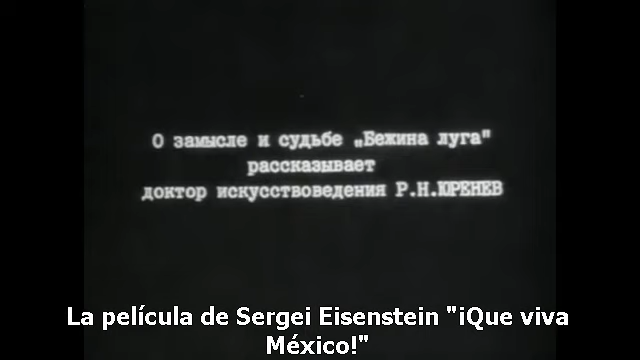 О замысле и судьбе „Бежина луга"
рассказывает
доктор искусствоведения Р.Н.ЮРЕНЕВ
La película de Sergei Eisenstein "¡Que viva
México!"